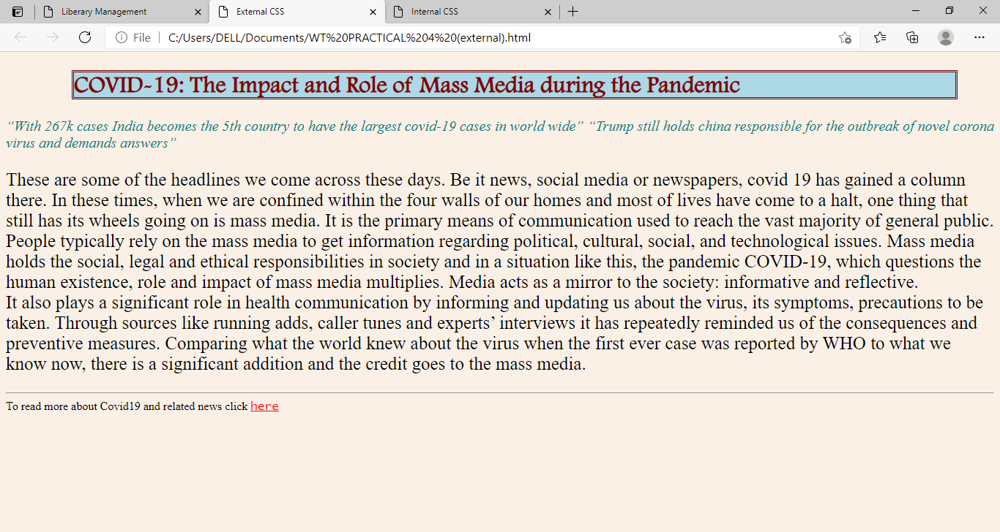 Liberary Management
External CSS
Internal CSS
File
C:/Users/DELL/Documents/WT%20PRACTICAL%204%20(external).html
COVID-19: The Impact and Role of Mass Media during the Pandemic
“With 267k cases India becomes the 5th country to have the largest covid-19 cases in world wide” “Trump still holds china responsible for the outbreak of novel corona
virus and demands answers”
These are some of the headlines we come across these days. Be it news, social media or newspapers, covid 19 has gained a column
there. In these times, when we are confined within the four walls of our homes and most of lives have come to a halt, one thing that
still has its wheels going on is mass media. It is the primary means of communication used to reach the vast majority of general public.
People typically rely on the mass media to get information regarding political, cultural, social, and technological issues. Mass media
holds the social, legal and ethical responsibilities in society and in a situation like this, the pandemic COVID-19, which questions the
human existence, role and impact of mass media multiplies. Media acts as a mirror to the society: informative and reflective.
It also plays a significant role in health communication by informing and updating us about the virus, its symptoms, precautions to be
taken. Through sources like running adds, caller tunes and experts’ interviews it has repeatedly reminded us of the consequences and
preventive measures. Comparing what the world knew about the virus when the first ever case was reported by WHO to what we
know now, there is a significant addition and the credit goes to the mass media.
To read more about Covid19 and related news click here